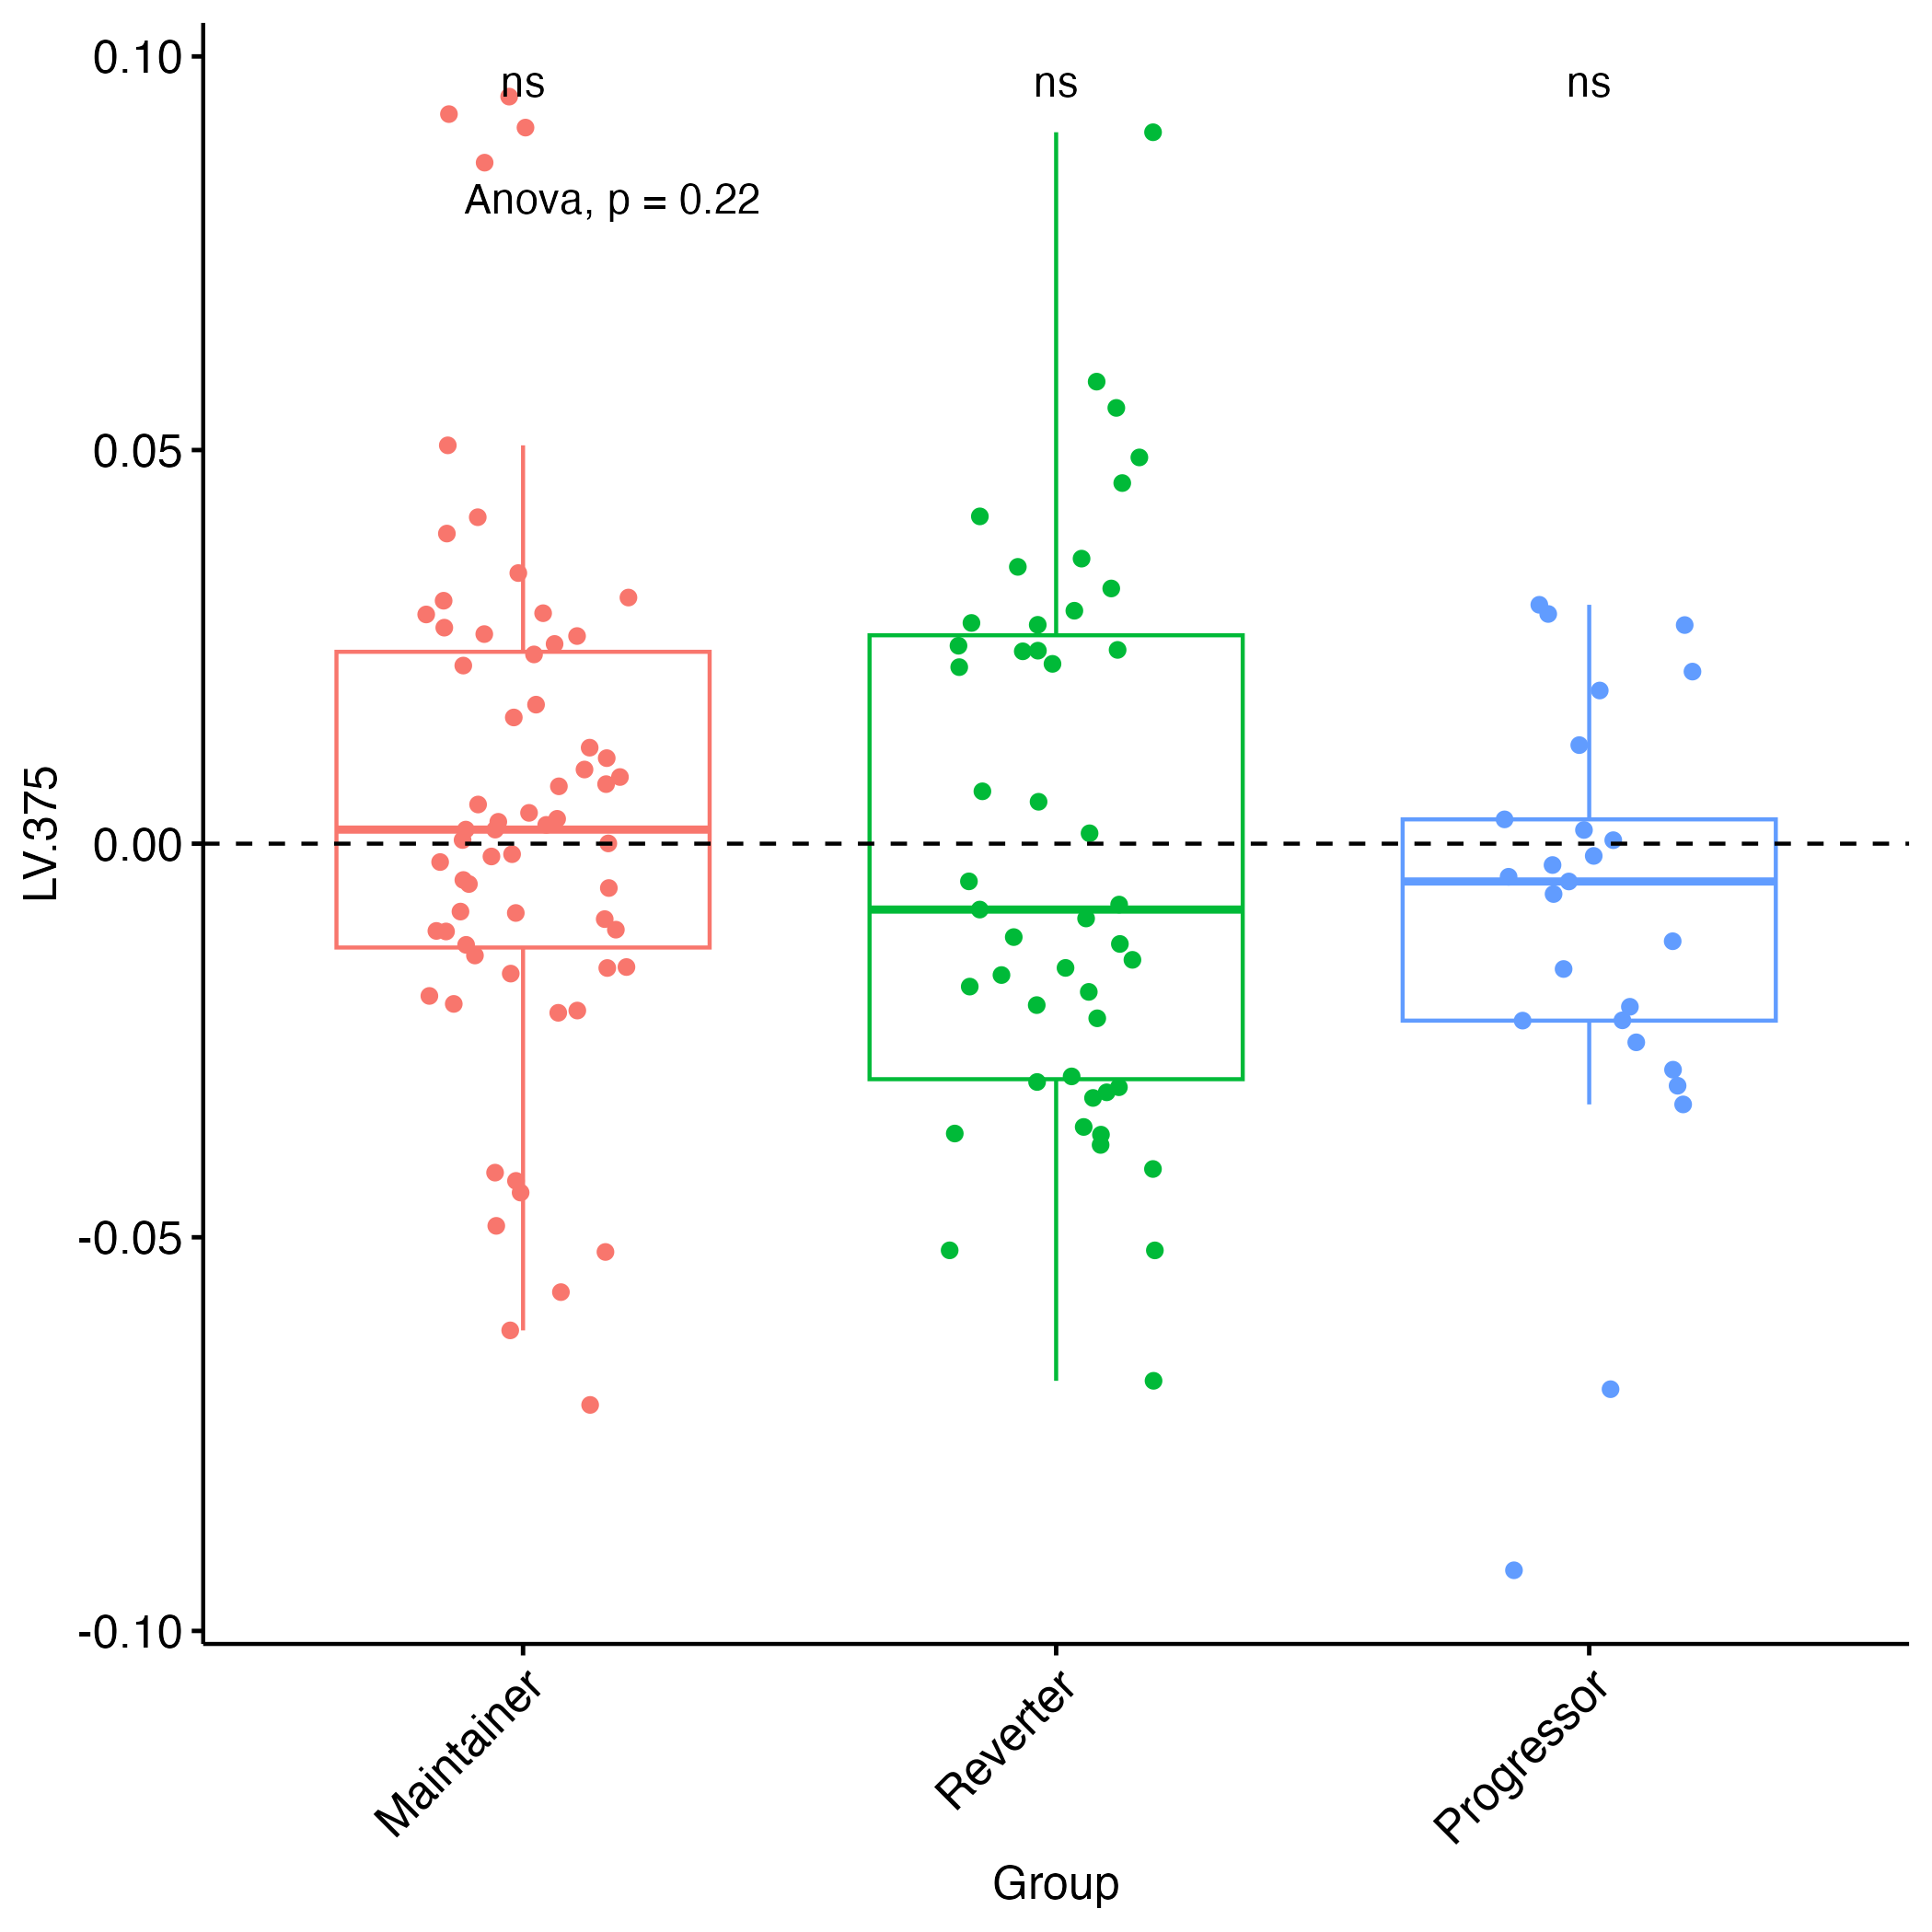 0.10
0.05
0.00
-0.05
-0.10
LV.375
ns
ns
ns
Anova, p = 0.22
Maintainer
Reverter
Progressor
Group